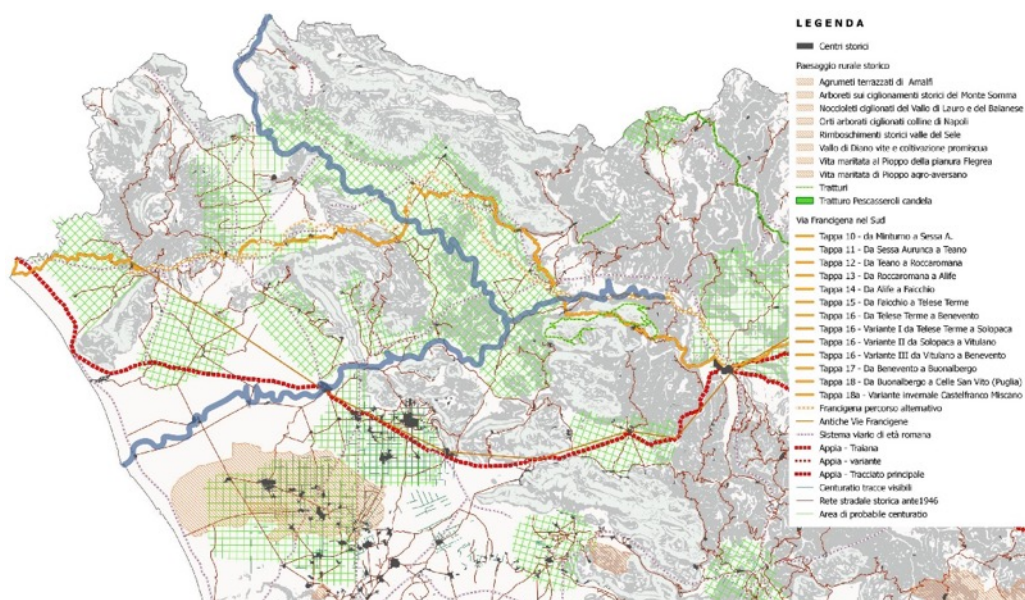 LEGENDA
Centri storici
Paesaggio rurale storico
Agrumeti terrazzati di Amalfi
Arboreti sui ciglionamenti storici del Monte Somma
Noccioleti ciglionati del Vallo di Lauro e del Baianese
Orti arborati ciglionati colline di Napoli
Rimboschimenti storici valle del Sele
Vallo di Diano vite e coltivazione promiscua
Vita maritata al Pioppo della pianura Flegrea
Vita maritata di Pioppo agro-aversano
Tratturi
Tratturo Pescasseroli candela
Via Francigena nel Sud
Tappa 10 - da Minturno a Sessa A.
Tappa 11 - Da Sessa Aurunca a Teano
Tappa 12 - Da Teano a Roccaromana
Tappa 13 - Da Roccaromana a Alife
Tappa 14 - Da Alife a Faicchio
Tappa 15 - Da Faicchio a Telese Terme
Tappa 16 - Da Telese Terme a Benevento
Tappa 16 - Variante I da Telese Terme a Solopaca
Tappa 16 - Variante II da Solopaca a Vitulano
Tappa 16 - Variante III da Vitulano a Benevento
Tappa 17 - Da Benevento a Buonalbergo
Tappa 18 - Da Buonalbergo a Celle San Vito (Puglia)
Tappa 18a - Variante invernale Castelfranco Miscano
Francigena percorso alternativo
Antiche Vie Francigene
Sistema viario di età romana
Appia - Traiana
Appia - variante
Appia - Tracciato principale
Centuratio tracce visibili
Rete stradale storica ante1946
Area di probabile centuratio